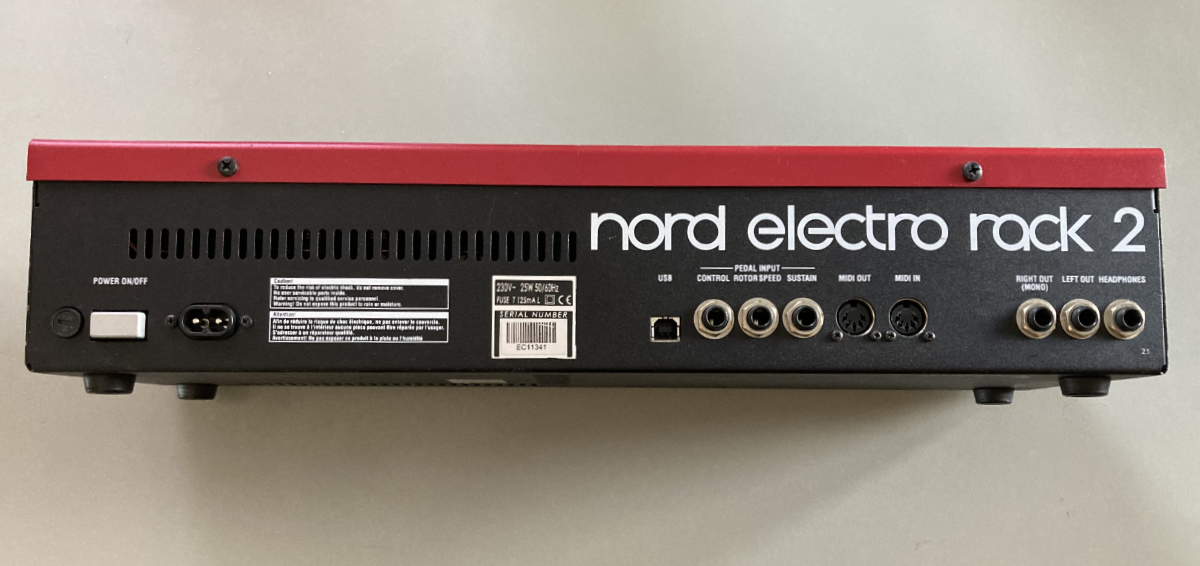 nord electro rack 2
POWER ON/OFF
Caution!
To reduce the risk of electric shock, do not remove cover.
No user serviceable parts inside.
Refer servicing to qualified service personnel.
Warning! Do not expose this product to rain or moisture.
Attention!
Afin de réduire la risque de choc électrique, ne pas enlever le couvercle.
Il ne se trouve à l'intérieur aucune pièce pouvant être réparée par l'usager.
S'adresser à un réparateur qualifié.
Avertissement! Ne pas exposer ce produit à la pluie ou l'humidité
230V~ 25W 50/60Hz
FUSE T 125mA L CE
SERIAL NUMBER
EC11341
USB
PEDAL INPUT
CONTROL ROTOR SPEED SUSTAIN
MIDI OUT
MIDI IN
RIGHT OUT
(MONO)
LEFT OUT
HEADPHONES
21